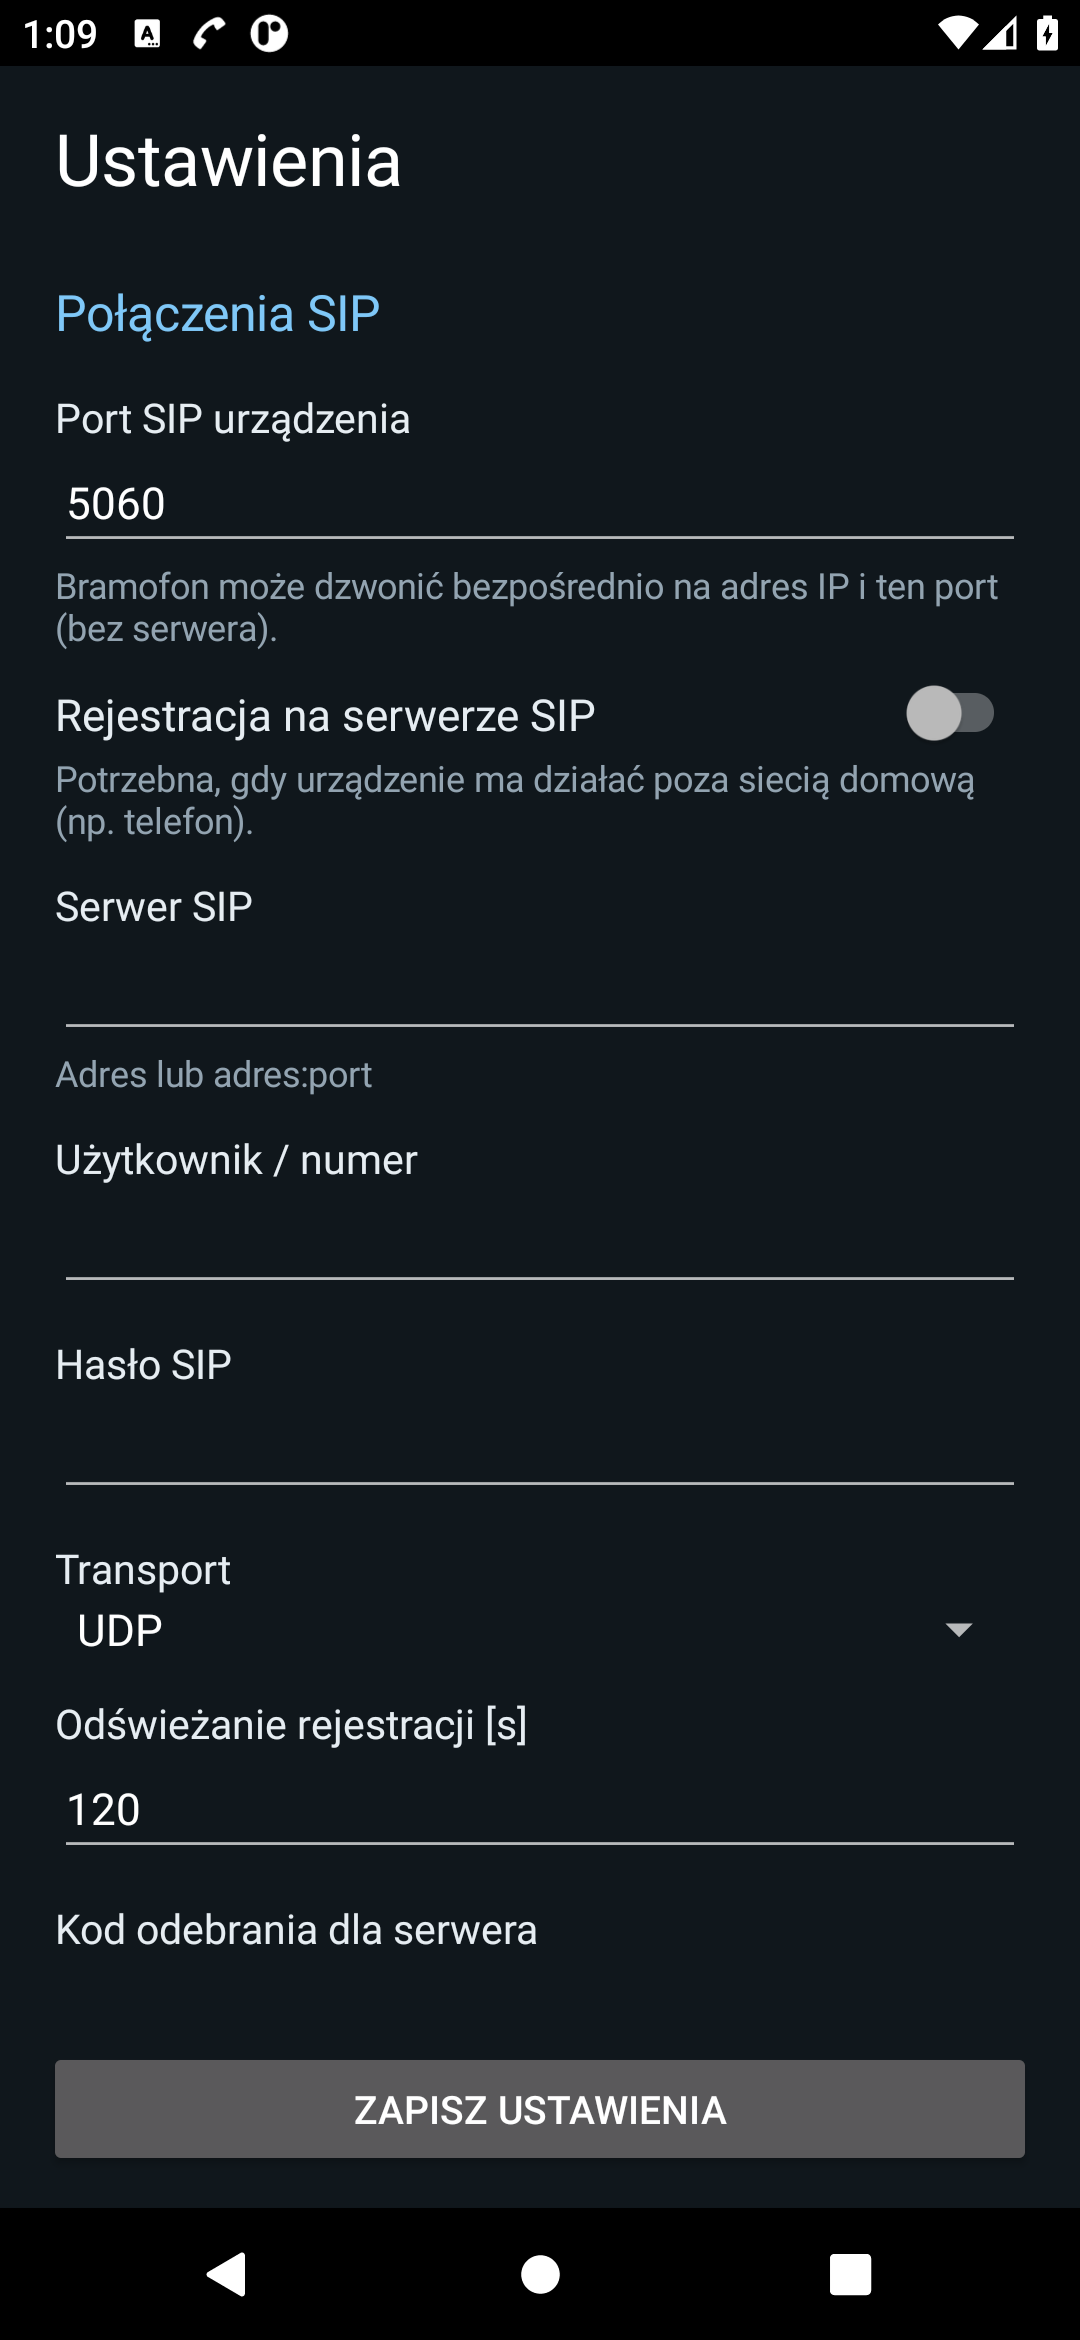 1:09
Ustawienia
Połączenia SIP
Port SIP urządzenia
5060
Bramofon może dzwonić bezpośrednio na adres IP i ten port
(bez serwera).
Rejestracja na serwerze SIP
Potrzebna, gdy urządzenie ma działać poza siecią domową
(np. telefon).
Serwer SIP
Adres lub adres:port
Użytkownik / numer
Hasło SIP
Transport
UDP
Odświeżanie rejestracji [s]
120
Kod odebrania dla serwera
ZAPISZ USTAWIENIA